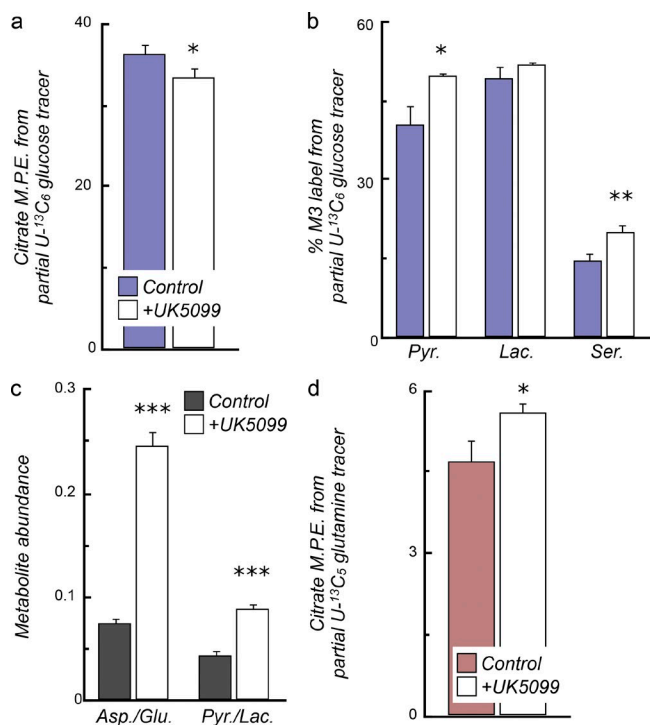 a
Citrate M.P.E. from
partial U-¹³C₆ glucose tracer
40
20
0
*
Control
+UK5099
b
% M3 label from
partial U-¹³C₆ glucose tracer
60
30
0
*
**
Pyr.
Lac.
Ser.
c
Metabolite abundance
0.3
0.2
0.1
0
Control
+UK5099
***
***
Asp./Glu.
Pyr./Lac.
d
Citrate M.P.E. from
partial U-¹³C₅ glutamine tracer
6
3
0
*
Control
+UK5099